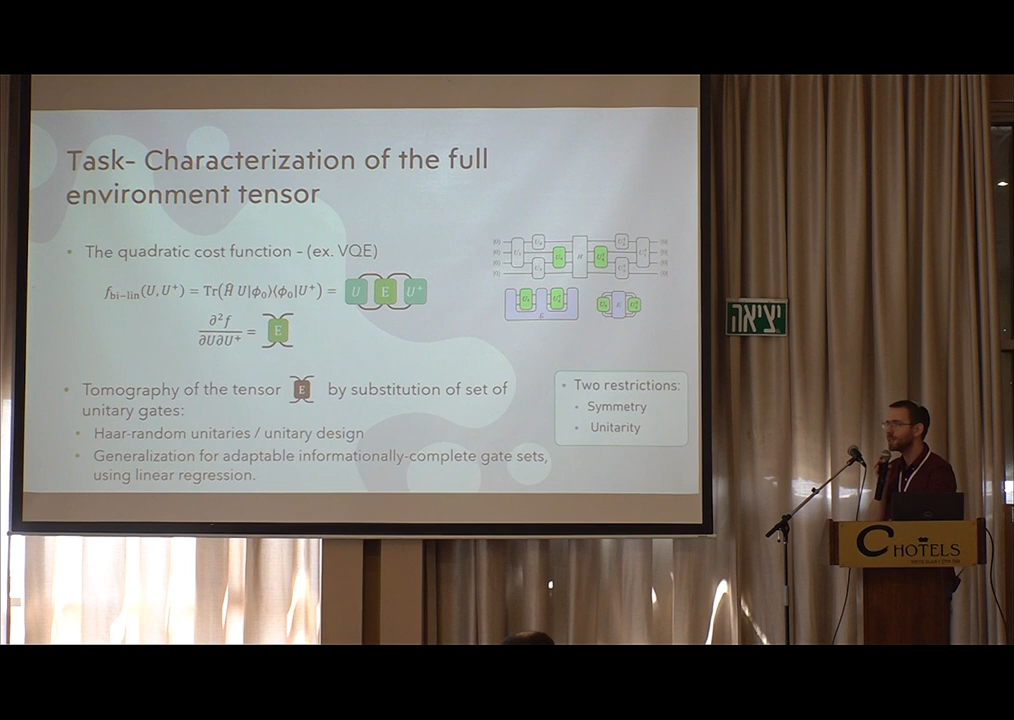 Task- Characterization of the full
environment tensor
• The quadratic cost function - (ex. VQE)
f_bi-lin(U, U⁺) = Tr(Ĥ U|ϕ₀⟩⟨ϕ₀|U⁺) = U E U⁺
∂²f / ∂U∂U⁺ = E
• Tomography of the tensor E by substitution of set of
unitary gates:
• Haar-random unitaries / unitary design
• Generalization for adaptable informationally-complete gate sets,
using linear regression.
• Two restrictions:
• Symmetry
• Unitarity
יציאה
C HOTELS